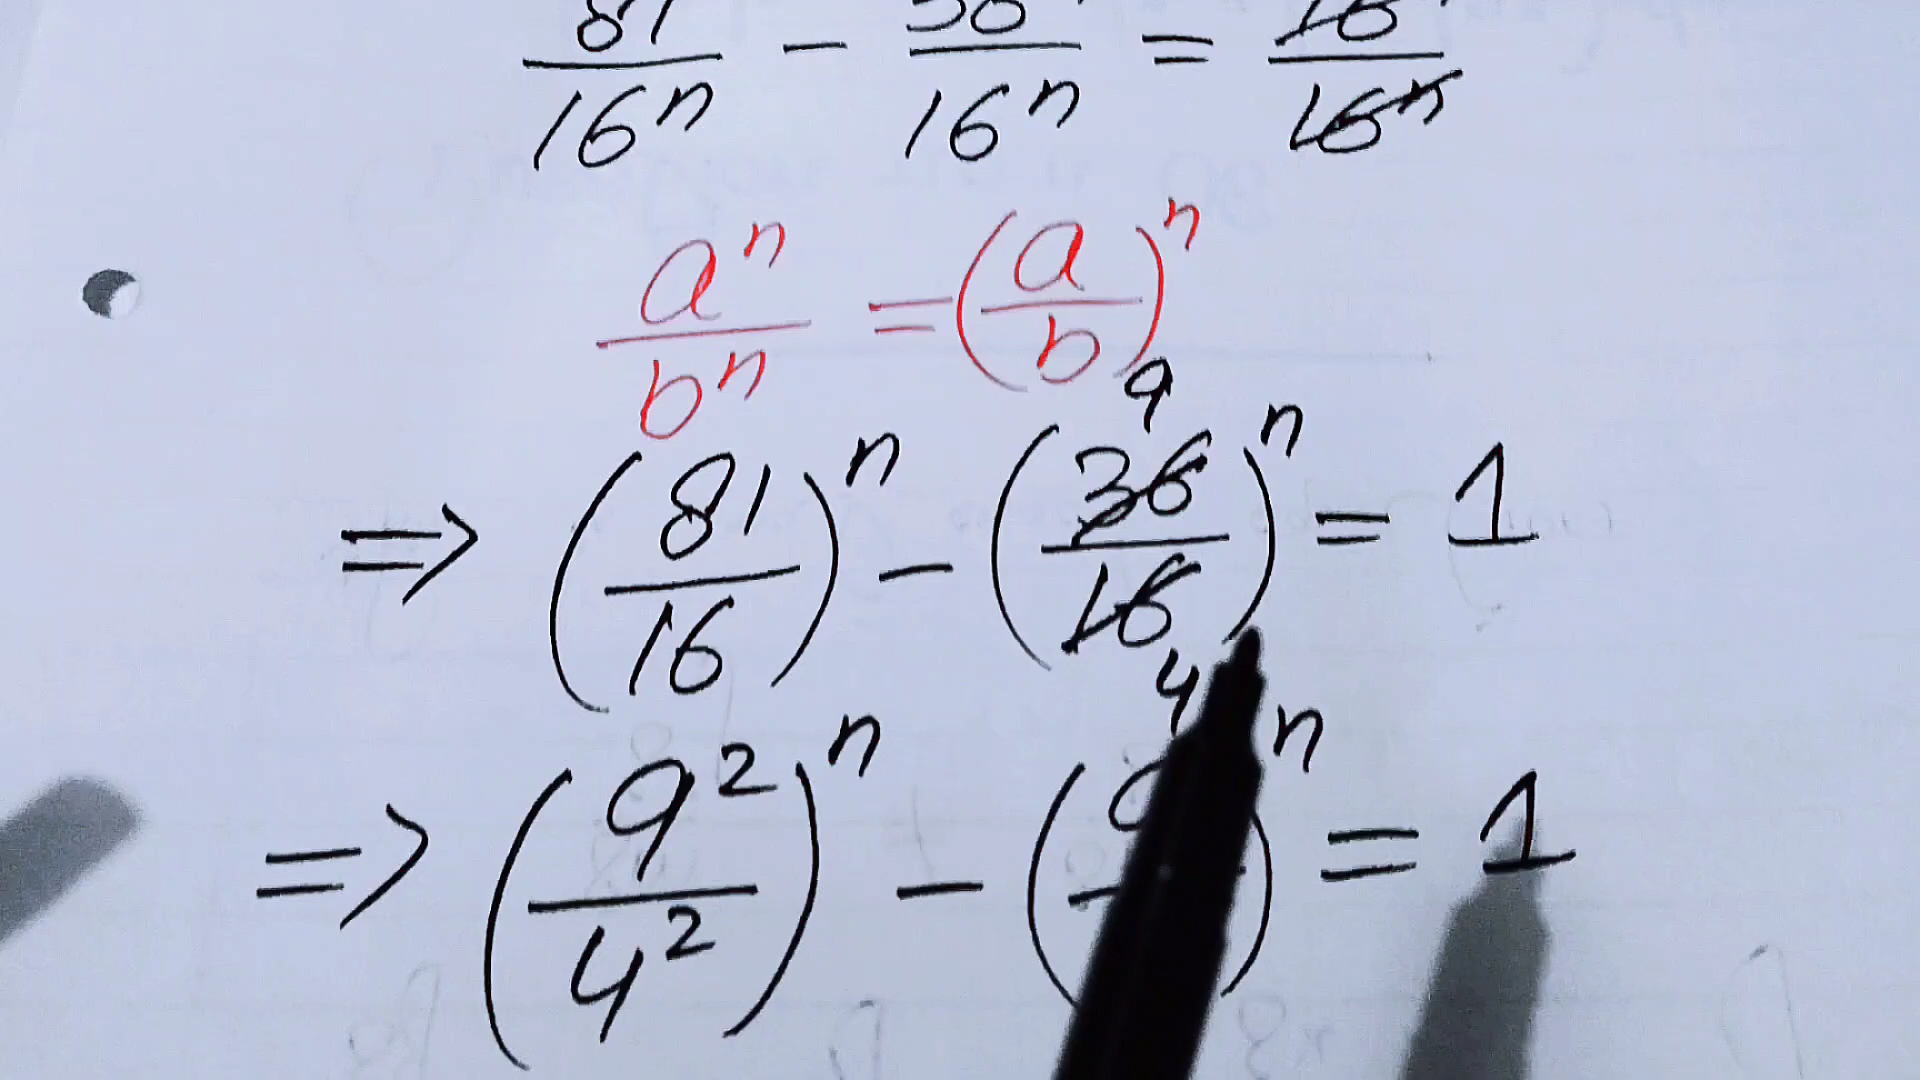 81/16ⁿ − 36/16ⁿ = 16/16ⁿ
aⁿ/bⁿ = (a/b)ⁿ
9
⇒ (81/16)ⁿ − (36/16)ⁿ = 1
4
⇒ (9²/4²)ⁿ − ( )ⁿ = 1